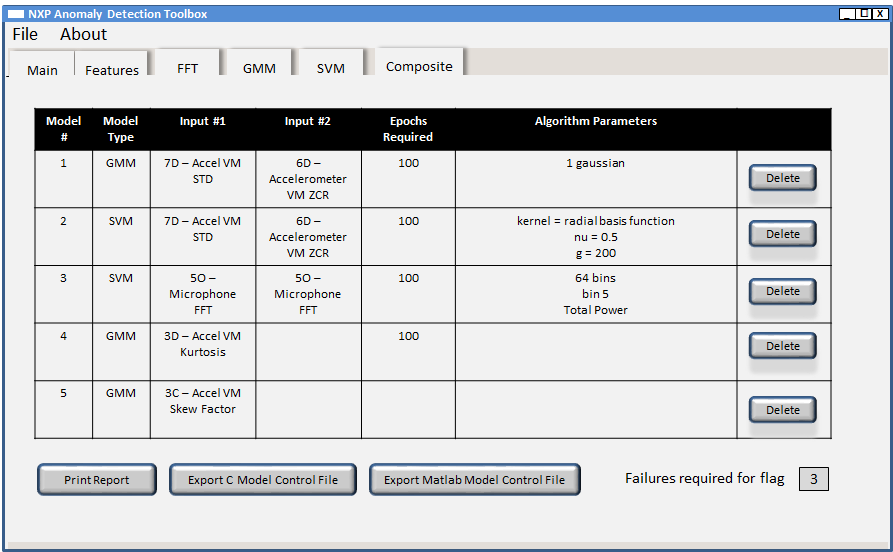 NXP Anomaly Detection Toolbox
File About
Main Features FFT GMM SVM Composite
Model # Model Type Input #1 Input #2 Epochs Required Algorithm Parameters
1 GMM 7D – Accel VM STD 6D – Accelerometer VM ZCR 100 1 gaussian Delete
2 SVM 7D – Accel VM STD 6D – Accelerometer VM ZCR 100 kernel = radial basis function nu = 0.5 g = 200 Delete
3 SVM 5O – Microphone FFT 5O – Microphone FFT 100 64 bins bin 5 Total Power Delete
4 GMM 3D – Accel VM Kurtosis 100 Delete
5 GMM 3C – Accel VM Skew Factor Delete
Print Report Export C Model Control File Export Matlab Model Control File Failures required for flag 3